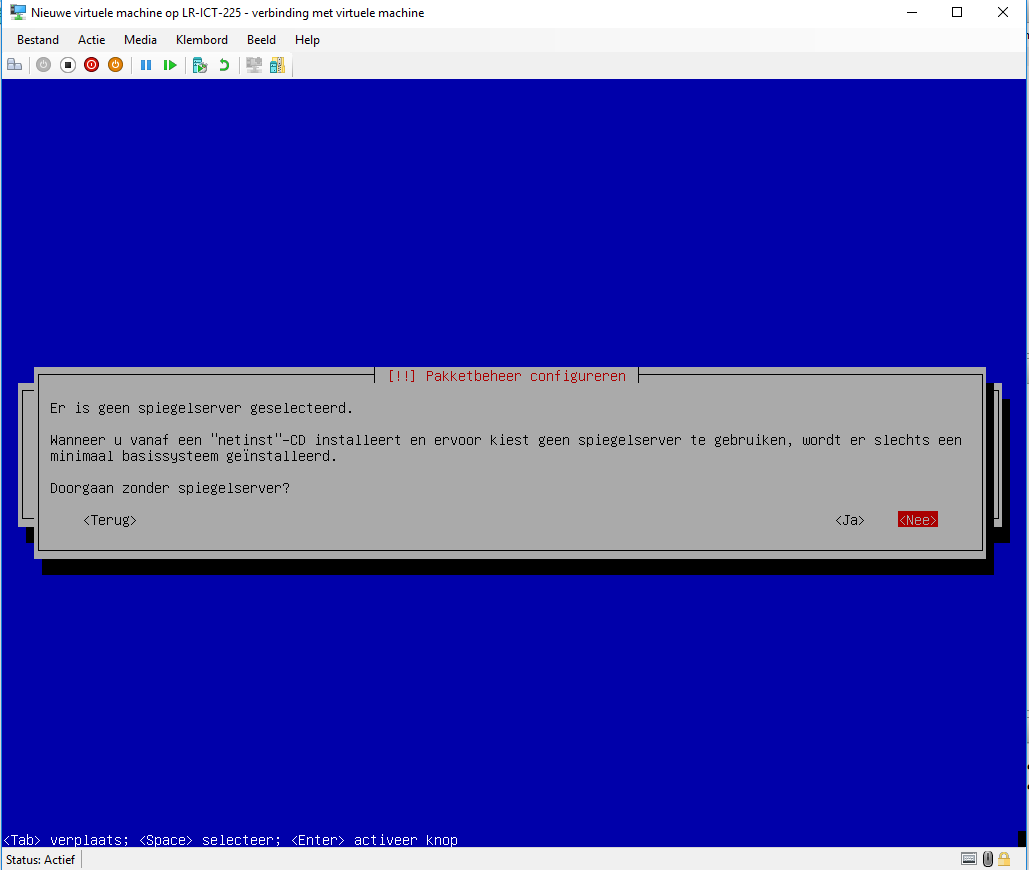 Nieuwe virtuele machine op LR-ICT-225 - verbinding met virtuele machine
Bestand Actie Media Klembord Beeld Help
[!!] Pakketbeheer configureren
Er is geen spiegelserver geselecteerd.
Wanneer u vanaf een "netinst"-CD installeert en ervoor kiest geen spiegelserver te gebruiken, wordt er slechts een
minimaal basissysteem geïnstalleerd.
Doorgaan zonder spiegelserver?
<Terug> <Ja> <Nee>
<Tab> verplaats; <Space> selecteer; <Enter> activeer knop
Status: Actief